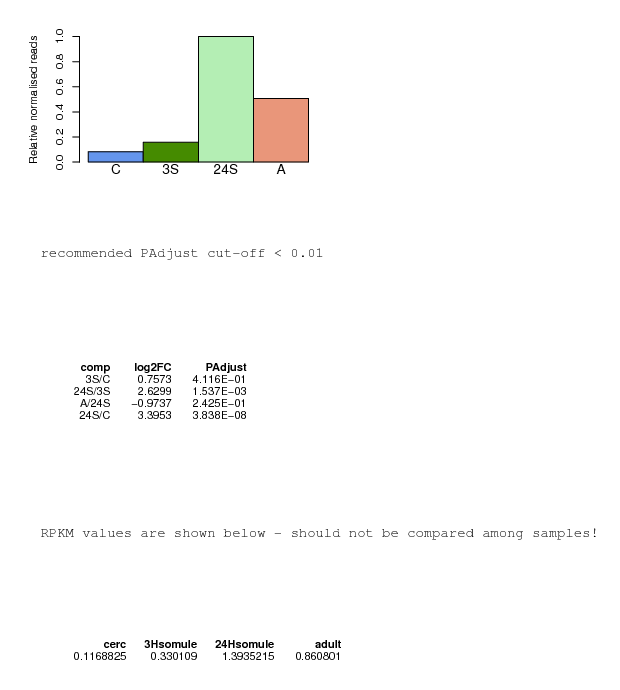 Relative normalised reads
1.0
0.8
0.6
0.4
0.2
0.0
C 3S 24S A
recommended PAdjust cut-off < 0.01
comp log2FC PAdjust
3S/C 0.7573 4.116E−01
24S/3S 2.6299 1.537E−03
A/24S −0.9737 2.425E−01
24S/C 3.3953 3.838E−08
RPKM values are shown below - should not be compared among samples!
cerc 3Hsomule 24Hsomule adult
0.1168825 0.330109 1.3935215 0.860801